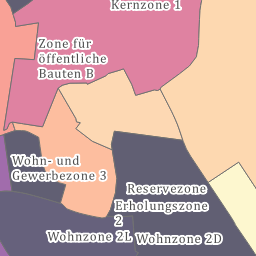 Kernzone 1
Zone für
öffentliche
Bauten B
Wohn- und
Gewerbezone 3
Reservezone
Erholungszone
2
Wohnzone 2L
Wohnzone 2D